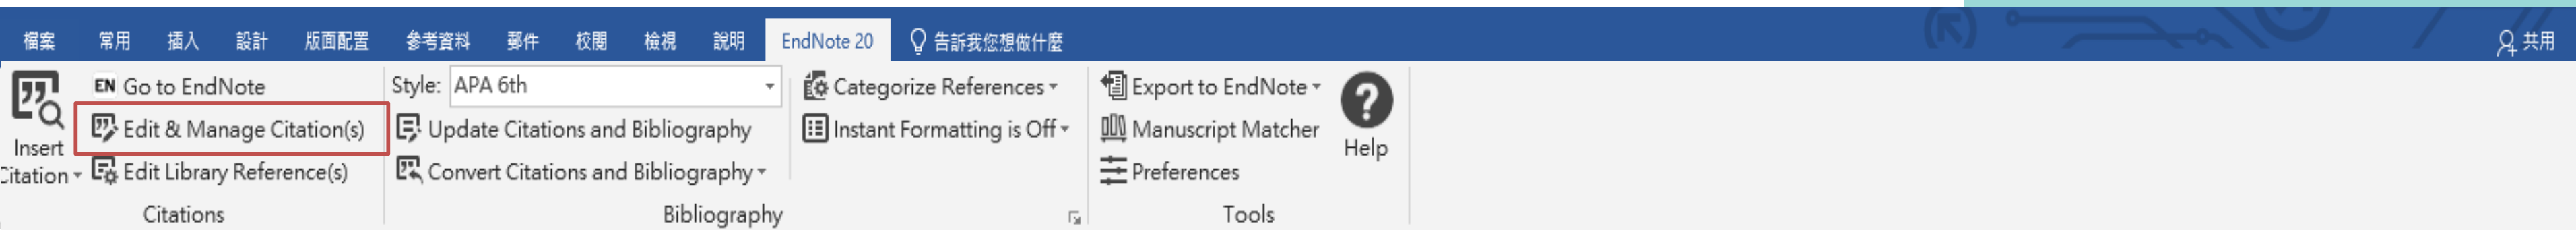 檔案 常用 插入 設計 版面配置 參考資料 郵件 校閱 檢視 說明 EndNote 20 告訴我您想做什麼 共用
Insert
Citation
EN Go to EndNote
Edit & Manage Citation(s)
Edit Library Reference(s)
Citations
Style: APA 6th
Update Citations and Bibliography
Convert Citations and Bibliography
Categorize References
Instant Formatting is Off
Bibliography
Export to EndNote
Manuscript Matcher
Preferences
Help
Tools